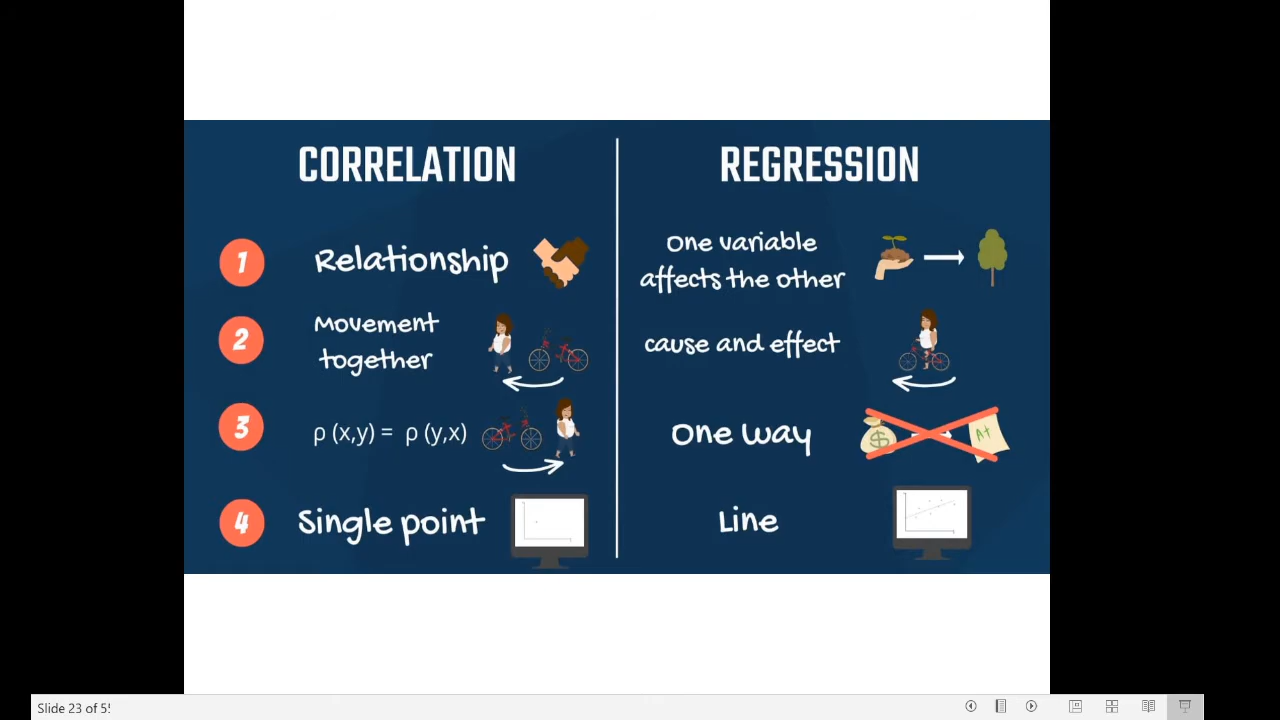 CORRELATION
REGRESSION
1
Relationship
One variable
affects the other
2
Movement
together
cause and effect
3
ρ (x,y) = ρ (y,x)
One way
$
A+
4
Single point
Line
Slide 23 of 5!